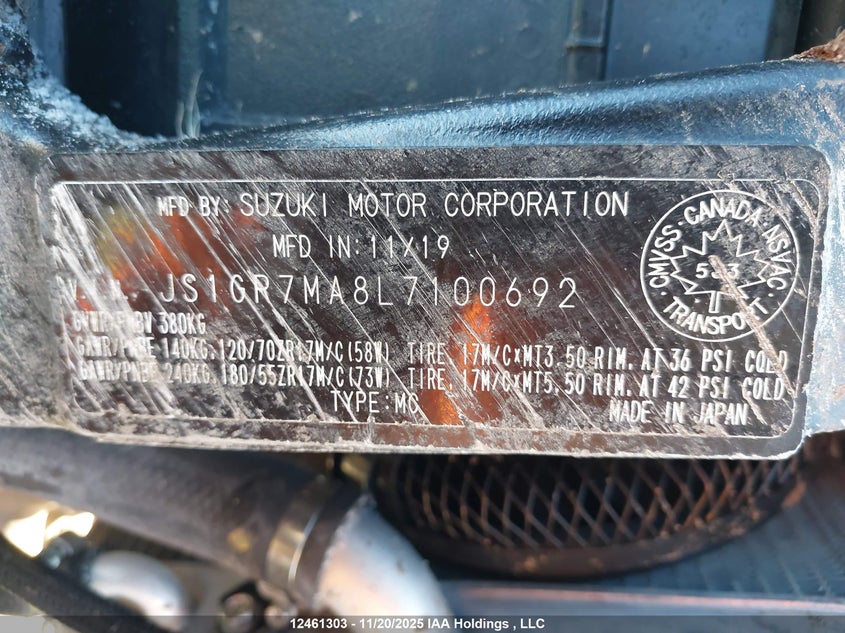 MFD BY: SUZUKI MOTOR CORPORATION
MFD IN: 11/19
V.I.N. JS1GR7MA8L7100692
GVWR/PNBV 380KG
GAWR/PNBE 140KG.120/70ZR17M/C(58W) TIRE, 17M/C×MT3.50 RIM. AT 36 PSI COLD
GAWR/PNBE 240KG.180/55ZR17M/C(73W) TIRE, 17M/C×MT5.50 RIM. AT 42 PSI COLD
TYPE: MC
MADE IN JAPAN
CMVSS · CANADA NSVAC ·
TRANSPORT
12461303 - 11/20/2025 IAA Holdings , LLC